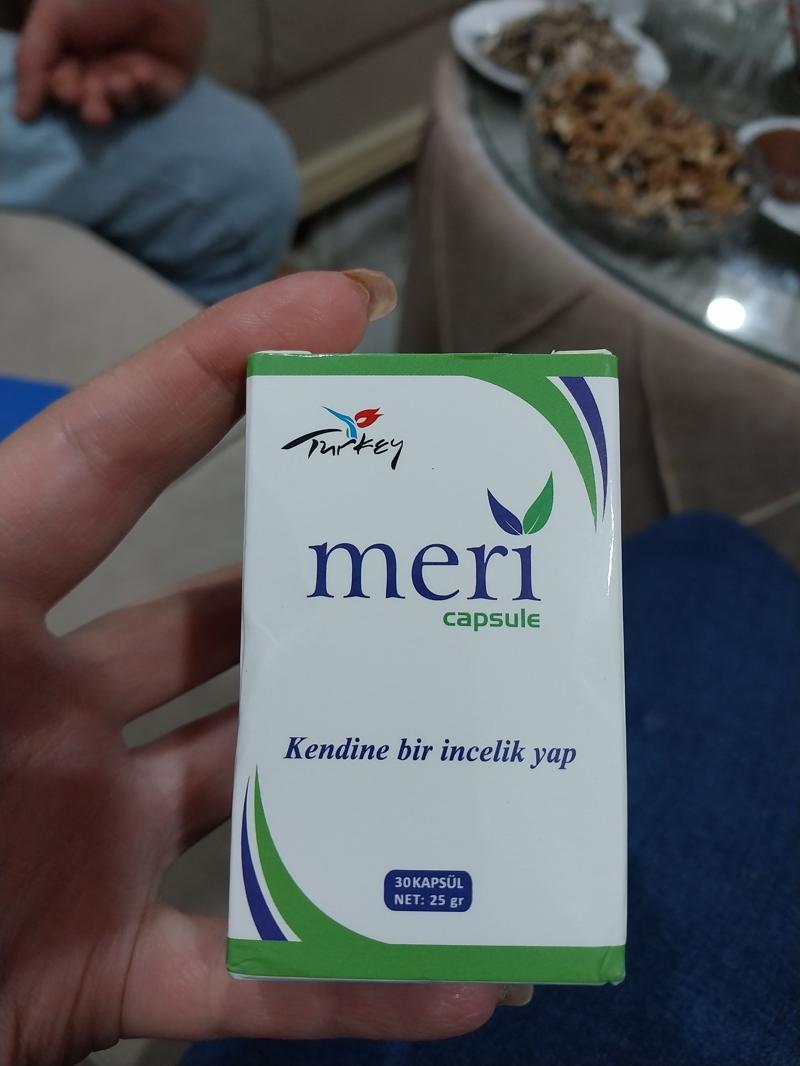 Turkey
meri
capsule
Kendine bir incelik yap
30 KAPSÜL
NET: 25 gr